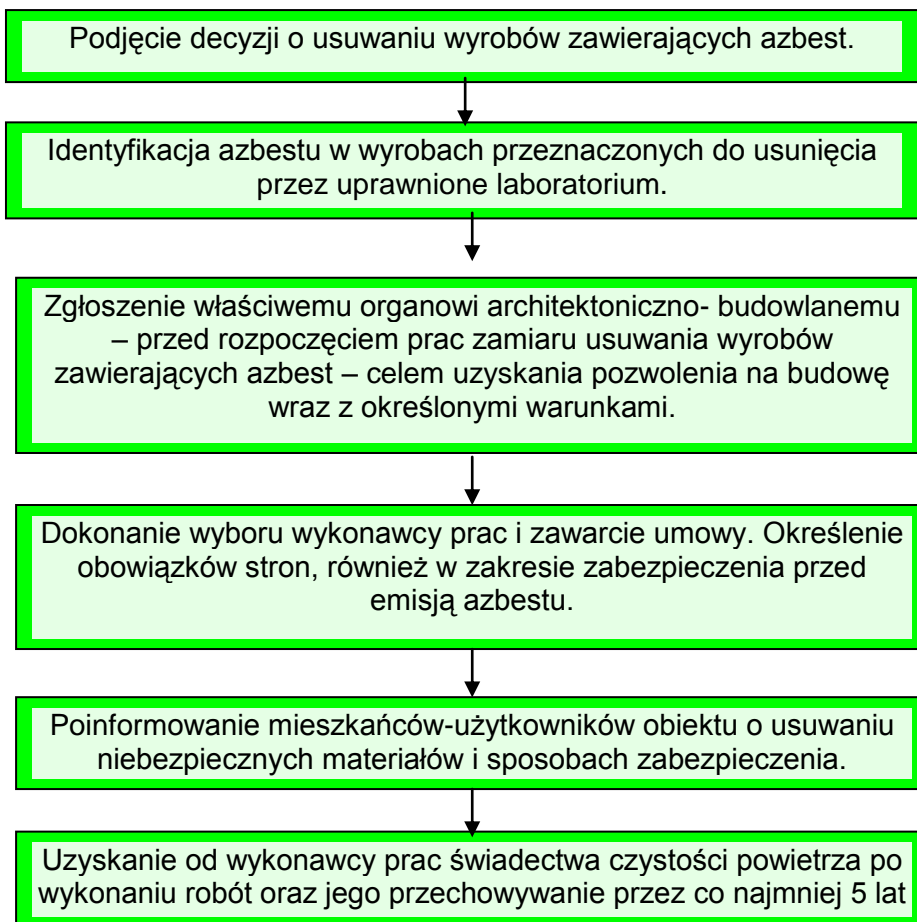 Podjęcie decyzji o usuwaniu wyrobów zawierających azbest.
Identyfikacja azbestu w wyrobach przeznaczonych do usunięcia
przez uprawnione laboratorium.
Zgłoszenie właściwemu organowi architektoniczno- budowlanemu
– przed rozpoczęciem prac zamiaru usuwania wyrobów
zawierających azbest – celem uzyskania pozwolenia na budowę
wraz z określonymi warunkami.
Dokonanie wyboru wykonawcy prac i zawarcie umowy. Określenie
obowiązków stron, również w zakresie zabezpieczenia przed
emisją azbestu.
Poinformowanie mieszkańców-użytkowników obiektu o usuwaniu
niebezpiecznych materiałów i sposobach zabezpieczenia.
Uzyskanie od wykonawcy prac świadectwa czystości powietrza po
wykonaniu robót oraz jego przechowywanie przez co najmniej 5 lat